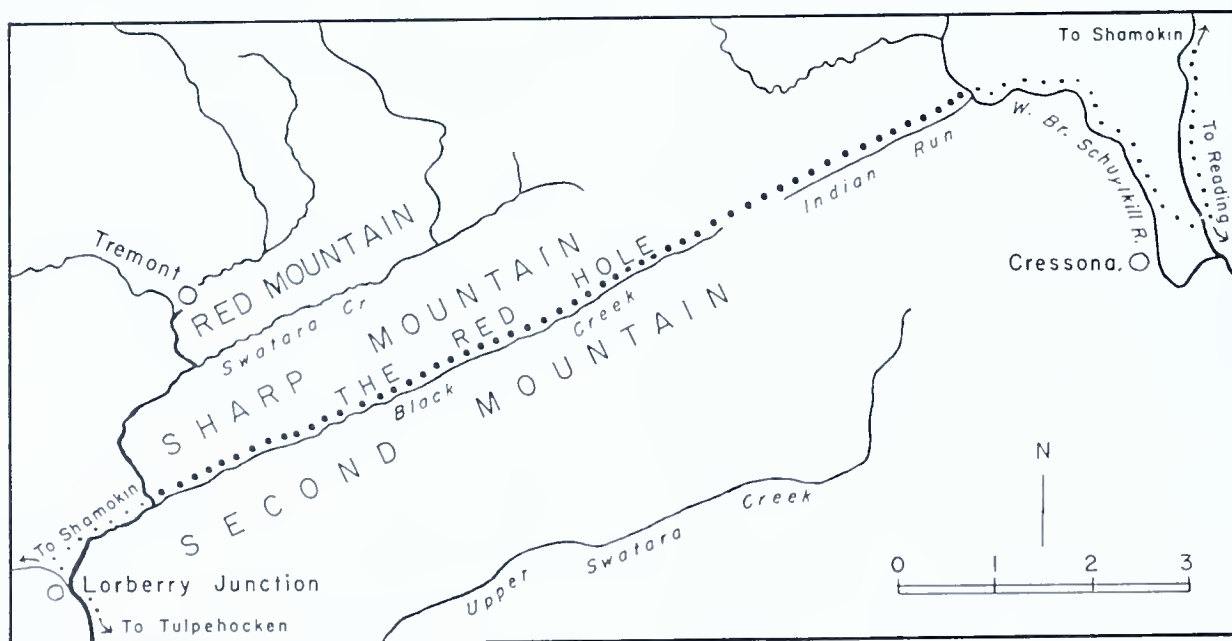 To Shamokin
To Reading
W. Br. Schuylkill R.
Indian Run
Cressona
Tremont
RED MOUNTAIN
Swatara Cr
SHARP MOUNTAIN
THE RED HOLE
Black Creek
SECOND MOUNTAIN
To Shamokin
Lorberry Junction
To Tulpehocken
Upper Swatara Creek
N
0 1 2 3